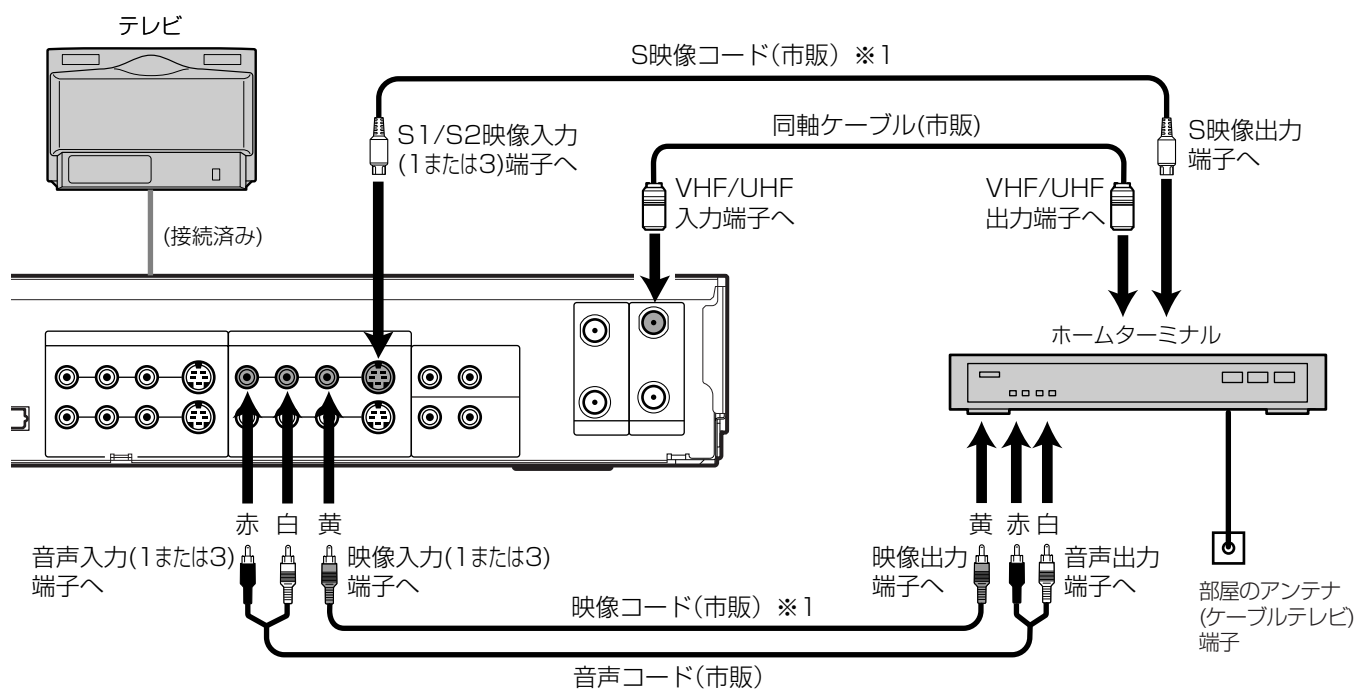 テレビ
S映像コード(市販) ※1
S1/S2映像入力
(1または3)端子へ
同軸ケーブル(市販)
S映像出力
端子へ
VHF/UHF
入力端子へ
VHF/UHF
出力端子へ
(接続済み)
ホームターミナル
赤 白 黄
黄 赤 白
音声入力(1または3)
端子へ
映像入力(1または3)
端子へ
映像出力
端子へ
音声出力
端子へ
部屋のアンテナ
(ケーブルテレビ)
端子
映像コード(市販) ※1
音声コード(市販)